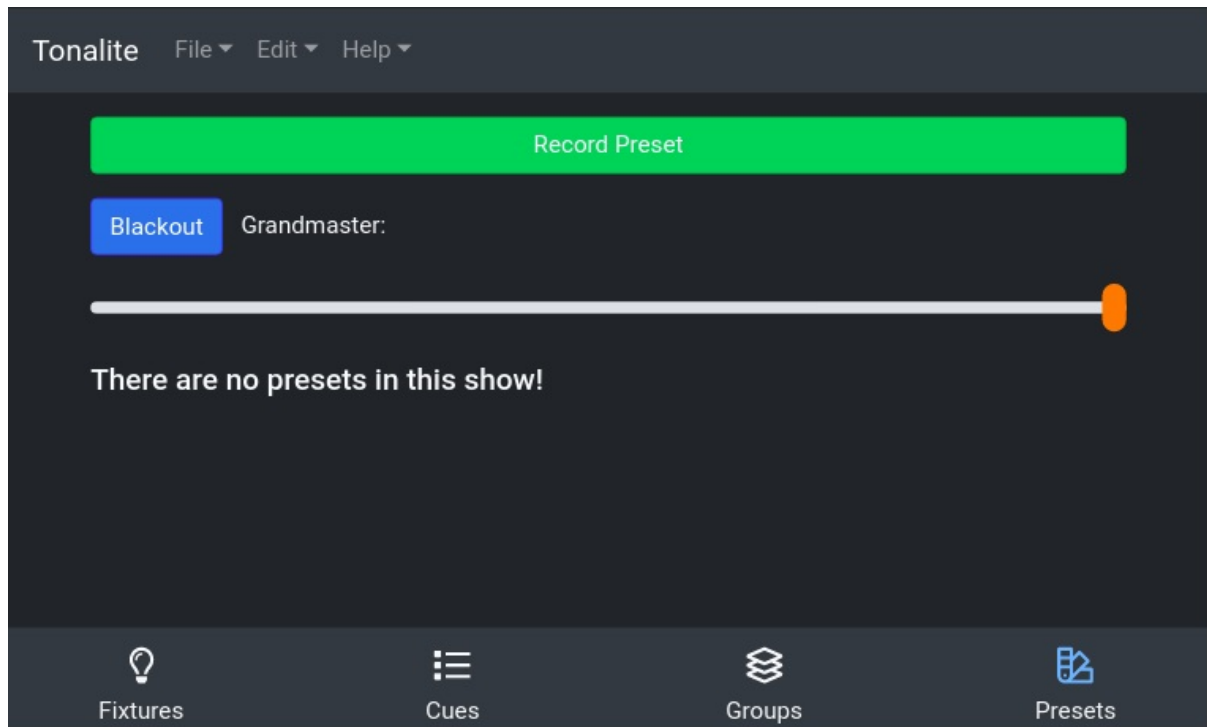 Tonalite File Edit Help
Record Preset
Blackout Grandmaster:
There are no presets in this show!
Fixtures Cues Groups Presets